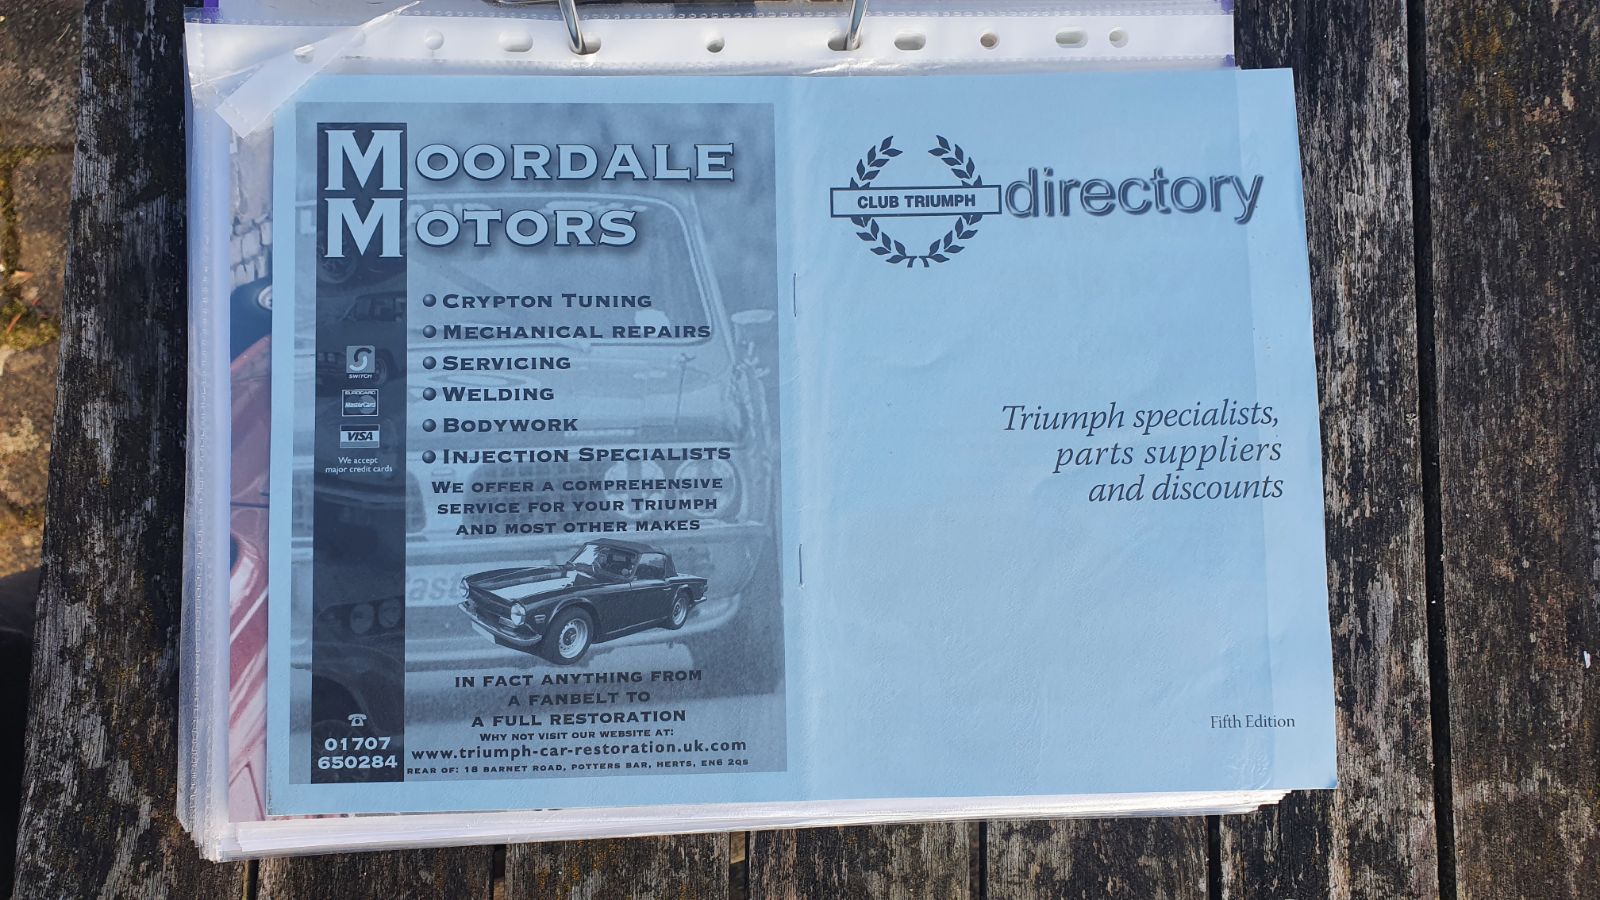 MOORDALE
MOTORS
CRYPTON TUNING
MECHANICAL REPAIRS
SERVICING
WELDING
BODYWORK
INJECTION SPECIALISTS
WE OFFER A COMPREHENSIVE
SERVICE FOR YOUR TRIUMPH
AND MOST OTHER MAKES
IN FACT ANYTHING FROM
A FANBELT TO
A FULL RESTORATION
WHY NOT VISIT OUR WEBSITE AT:
www.triumph-car-restoration.uk.com
REAR OF: 18 BARNET ROAD, POTTERS BAR, HERTS, EN6 2QS
SWITCH
EUROCARD
MasterCard
VISA
We accept
major credit cards
01707
650284
CLUB TRIUMPH
directory
Triumph specialists,
parts suppliers
and discounts
Fifth Edition